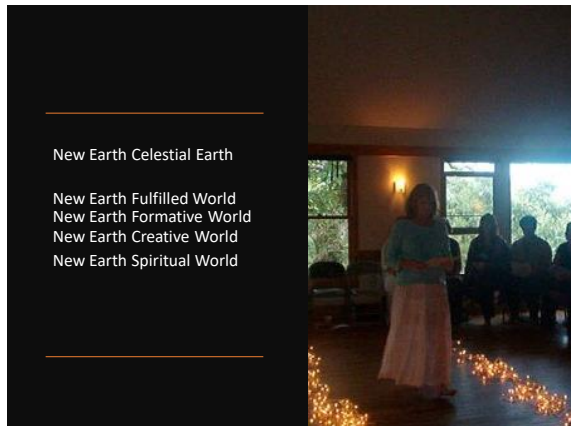 New Earth Celestial Earth
New Earth Fulfilled World
New Earth Formative World
New Earth Creative World
New Earth Spiritual World